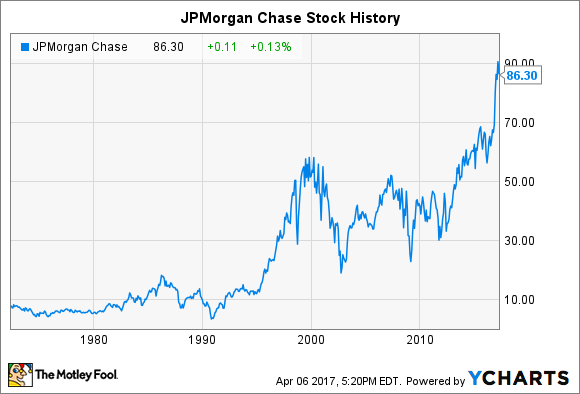 JPMorgan Chase Stock History
JPMorgan Chase 86.30 +0.11 +0.13%
90.00
86.30
70.00
50.00
30.00
10.00
1980 1990 2000 2010
The Motley Fool.
Apr 06 2017, 5:20PM EDT. Powered by YCHARTS